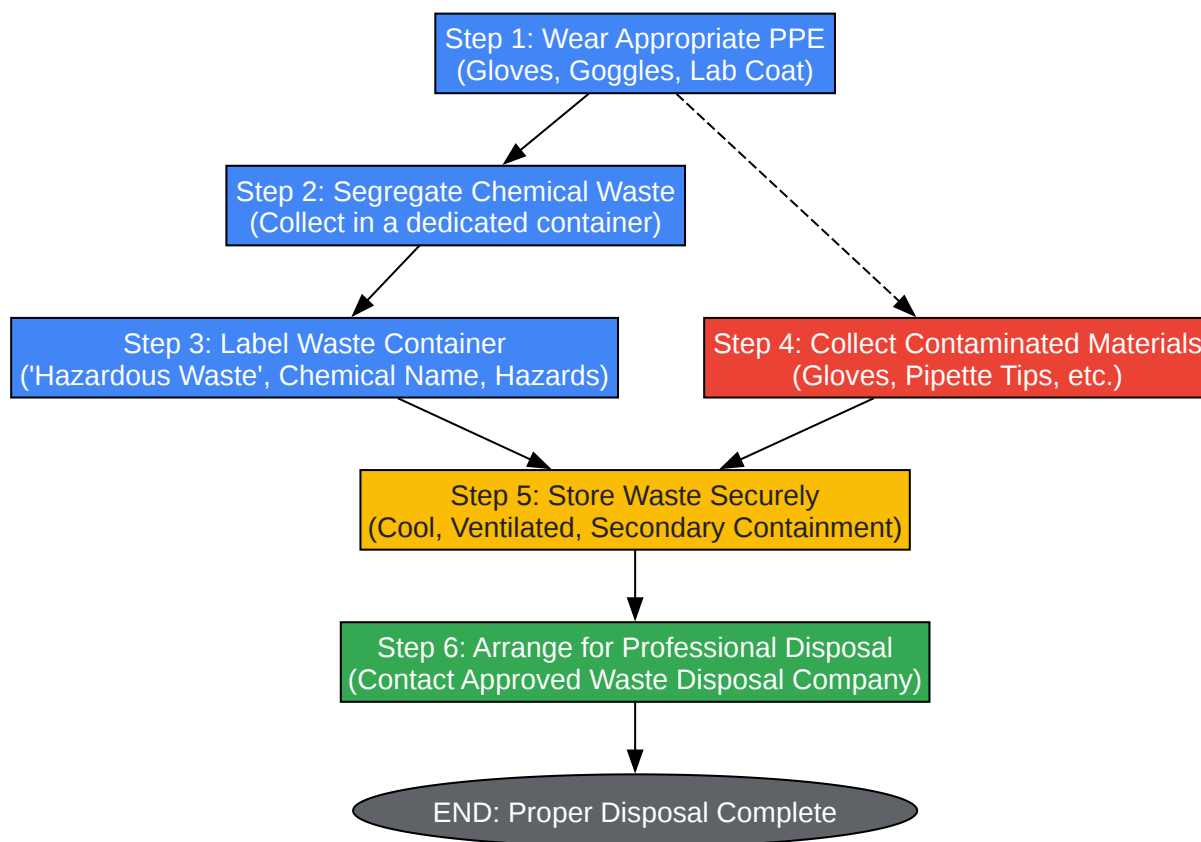 Step 1: Wear Appropriate PPE
(Gloves, Goggles, Lab Coat)
Step 2: Segregate Chemical Waste
(Collect in a dedicated container)
Step 3: Label Waste Container
('Hazardous Waste', Chemical Name, Hazards)
Step 4: Collect Contaminated Materials
(Gloves, Pipette Tips, etc.)
Step 5: Store Waste Securely
(Cool, Ventilated, Secondary Containment)
Step 6: Arrange for Professional Disposal
(Contact Approved Waste Disposal Company)
END: Proper Disposal Complete